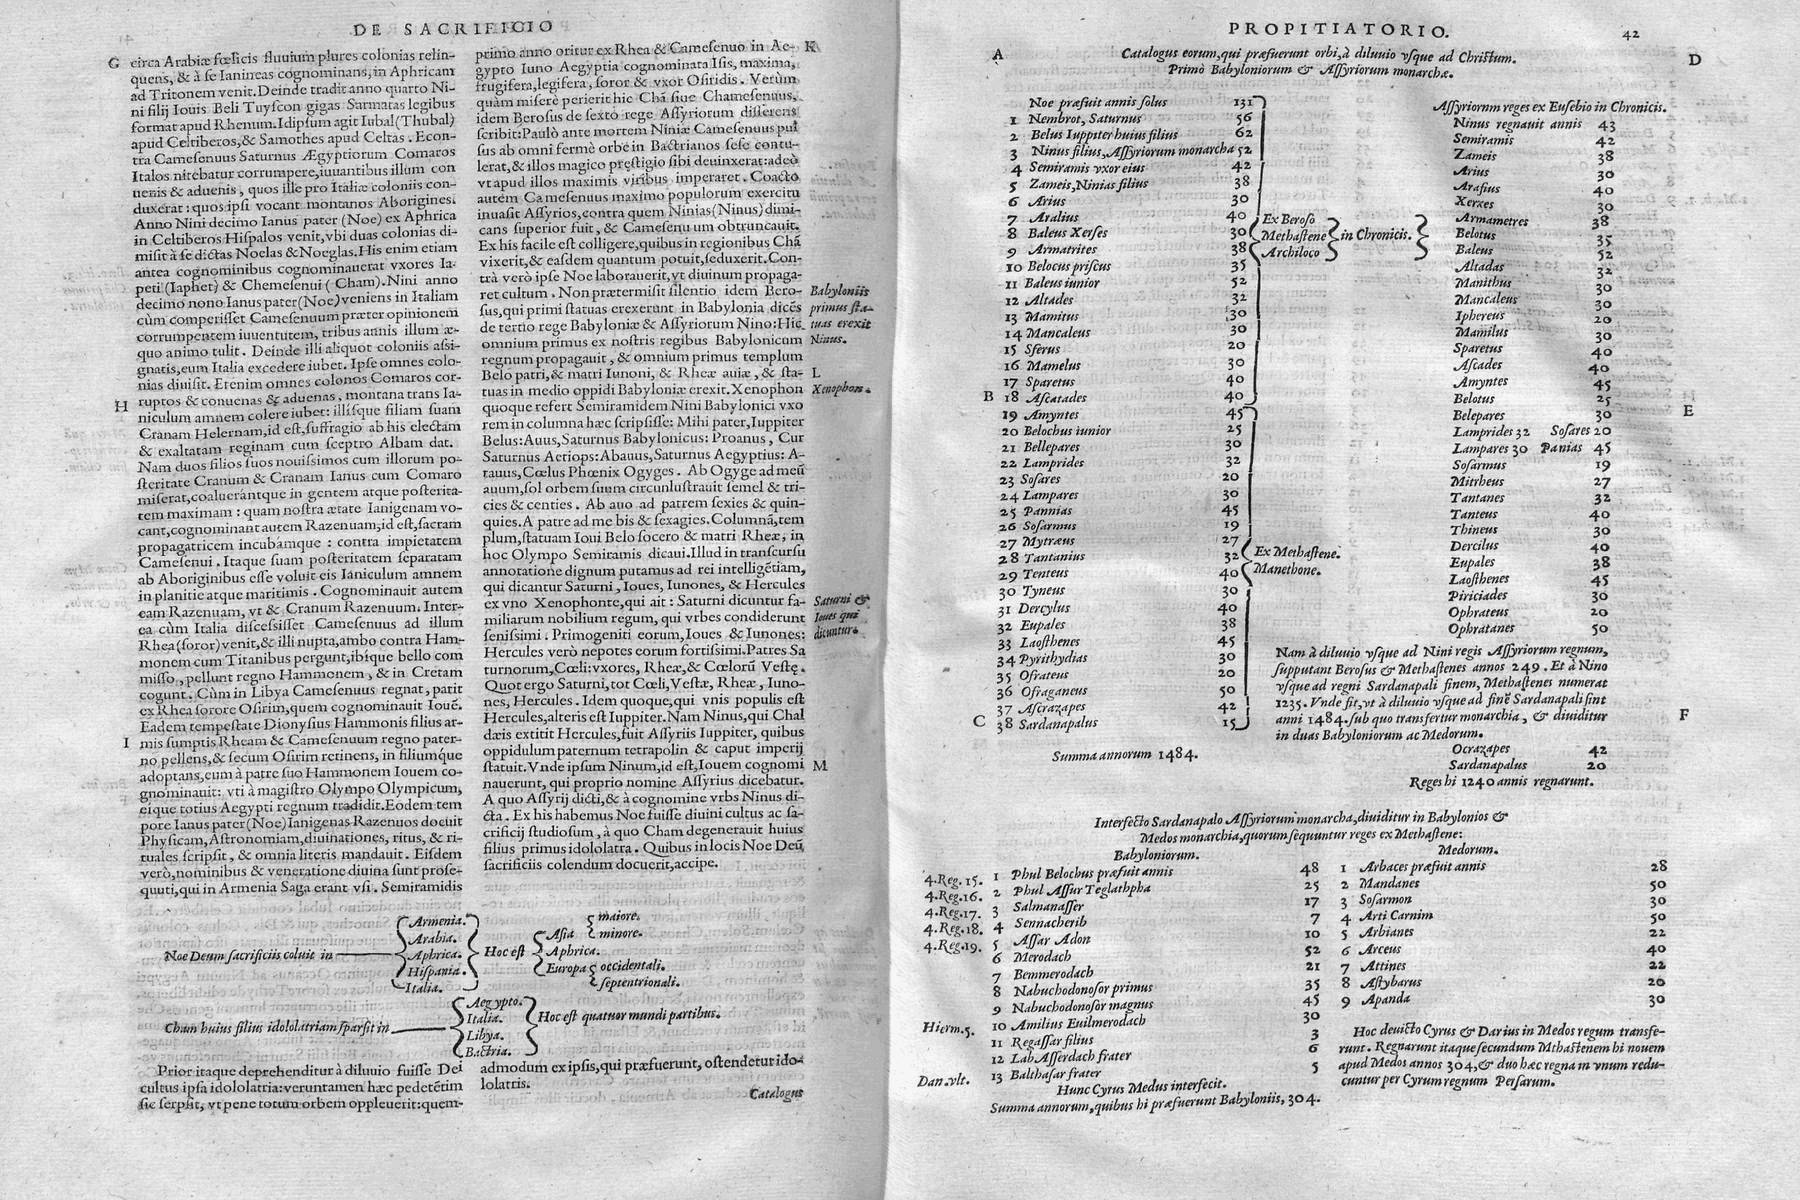 DE SACRIFICIO
G
circa Arabiæ fœlicis fluuium plures colonias relin-
quens, & à se Ianineas cognominans, in Aphricam
ad Tritonem venit. Deinde tradit anno quarto Ni-
ni filij Iouis Beli Tuyscon gigas Sarmatas legibus
format apud Rhenum. Idipsum agit Iubal (Thubal)
apud Celtiberos, & Samothes apud Celtas. Econ-
tra Camesenuus Saturnus Ægyptiorum Comaros
Italos nitebatur corrumpere, iuuantibus illum con
uenis & aduenis, quos ille pro Italiæ coloniis con-
duxerat: quos ipsi vocant montanos Aborigines.
Anno Nini decimo Ianus pater (Noe) ex Aphrica
in Celtiberos Hispalos venit, vbi duas colonias di-
misit à se dictas Noelas & Noeglas. His enim etiam
antea cognominibus cognominauerat vxores Ia-
peti (Iaphet) & Chemesenui (Cham). Nini anno
decimo nono Ianus pater (Noe) veniens in Italiam
cùm comperisset Camesenuum præter opinionem
corrumpentem iuuentutem, tribus annis illum æ-
quo animo tulit. Deinde illi aliquot coloniis assi-
gnatis, eum Italia excedere iubet. Ipse omnes colo-
nias diuisit. Etenim omnes colonos Comaros cor-
H
ruptos & conuenas & aduenas, montana trans Ia-
niculum amnem colere iubet: illisque filiam suam
Cranam Helernam, id est, suffragio ab his electam
& exaltatam reginam cum sceptro Albam dat.
Nam duos filios suos nouissimos cum illorum po-
steritate Cranum & Cranam Ianus cum Comaro
miserat, coaluerántque in gentem atque posterita-
tem maximam: quam nostra ætate Ianigenam vo-
cant, cognominant autem Razenuam, id est, sacram
propagatricem incubámque: contra impietatem
Camesenui. Itaque suam posteritatem separatam
ab Aboriginibus esse voluit eis Ianiculum amnem
in planitie atque maritimis. Cognominauit autem
eam Razenuam, vt & Cranum Razenuum. Inter-
ea cùm Italia discessisset Camesenuus ad illum
Rhea (soror) venit, & illi nupta, ambo contra Ham-
monem cum Titanibus pergunt, ibíque bello com
misso, pellunt regno Hammonem, & in Cretam
cogunt. Cùm in Libya Camesenuus regnat, parit
ex Rhea sorore Osirim, quem cognominauit Iouē.
Eadem tempestate Dionysius Hammonis filius ar-
I
mis sumptis Rheam & Camesenuum regno pater-
no pellens, & secum Osirim retinens, in filiumque
adoptans, eum à patre suo Hammonem Iouem co-
gnominauit: vti à magistro Olympo Olympicum,
eique totius Aegypti regnum tradidit. Eodem tem
pore Ianus pater (Noe) Ianigenas Razenuos docuit
Physicam, Astronomiam, diuinationes, ritus, & ri-
tuales scripsit, & omnia literis mandauit. Eisdem
verò, nominibus & veneratione diuina sunt prose-
quuti, qui in Armenia Saga erant vsi. Semiramidis
primo anno oritur ex Rhea & Camesenuo in Ae-
K
gypto Iuno Aegyptia cognominata Isis, maxima,
frugifera, legifera, soror & vxor Osiridis. Verùm
quàm miserè perierit hic Chā siue Chamesenuus,
idem Berosus de sexto rege Assyriorum disserens
scribit: Paulò ante mortem Niniæ Camesenuus pul
sus ab omni fermè orbe in Bactrianos sese contu-
lerat, & illos magico pręstigio sibi deuinxerat: adeò
vt apud illos maximis viribus imperaret. Coacto
autem Camesenuus maximo populorum exercitu
inuasit Assyrios, contra quem Ninias (Ninus) dimi-
cans superior fuit, & Camesenuum obtruncauit.
Ex his facile est colligere, quibus in regionibus Chā
vixerit, & easdem quantum potuit, seduxerit. Con-
trà verò ipse Noe laborauerit, vt diuinum propaga-
ret cultum. Non prætermisit silentio idem Bero-
sus, qui primi statuas erexerunt in Babylonia dicēs
de tertio rege Babyloniæ & Assyriorum Nino: Hic
omnium primus ex nostris regibus Babylonicum
regnum propagauit, & omnium primus templum
Belo patri, & matri Iunoni, & Rheæ auiæ, & sta-
tuas in medio oppidi Babyloniæ erexit. Xenophon
quoque refert Semiramidem Nini Babylonici vxo
rem in columna hæc scripsisse: Mihi pater, Iuppiter
Belus: Auus, Saturnus Babylonicus: Proauus, Cur
Saturnus Aetiops: Abauus, Saturnus Aegyptius: A-
tauus, Cœlus Phœnix Ogyges. Ab Ogyge ad meū
auum, sol orbem suum circunlustrauit semel & tri-
cies & centies. Ab auo ad patrem sexies & quin-
quies. A patre ad me bis & sexagies. Columnā, tem
plum, statuam Ioui Belo socero & matri Rheæ, in
hoc Olympo Semiramis dicaui. Illud in transcursu
annotatione dignum putamus ad rei intelligētiam,
qui dicantur Saturni, Ioues, Iunones, & Hercules
ex vno Xenophonte, qui ait: Saturni dicuntur fa-
miliarum nobilium regum, qui vrbes condiderunt
senissimi. Primogeniti eorum, Ioues & Iunones:
Hercules verò nepotes eorum fortissimi. Patres Sa
turnorum, Cœli: vxores, Rheæ, & Cœlorū Vestę.
Quot ergo Saturni, tot Cœli, Vestæ, Rheæ, Iuno-
nes, Hercules. Idem quoque, qui vnis populis est
Hercules, alteris est Iuppiter. Nam Ninus, qui Chal
dæis extitit Hercules, fuit Assyriis Iuppiter, quibus
oppidulum paternum tetrapolin & caput imperij
statuit. Vnde ipsum Ninum, id est, Iouem cognomi
M
nauerunt, qui proprio nomine Assyrius dicebatur.
A quo Assyrij dicti, & à cognomine vrbs Ninus di-
cta. Ex his habemus Noe fuisse diuini cultus ac sa-
crificij studiosum, à quo Cham degenerauit huius
filius primus idololatra. Quibus in locis Noe Deū
sacrificiis colendum docuerit, accipe.
Babyloniis
primus sta-
tuas erexit
Ninus.
L
Xenophon.
Saturni &
Ioues qui
dicuntur.
Noe Deum sacrificiis coluit in
Armenia.
Arabia.
Aphrica.
Hispania.
Italia.
Hoc est
Asia
maiore.
minore.
Aphrica.
Europa
occidentali.
septentrionali.
Cham huius filius idololatriam sparsit in
Aegypto.
Italia.
Libya.
Bactria.
Hoc est quatuor mundi partibus.
Prior itaque deprehenditur à diluuio fuisse Dei
cultus ipsa idololatria: veruntamen hæc pedetētim
sic serpsit, vt pene totum orbem oppleuerit: quem-
admodum ex ipsis, qui præfuerunt, ostendetur ido-
lolatris.
Catalogus
PROPITIATORIO.
42
A
Catalogus eorum, qui præfuerunt orbi, à diluuio vsque ad Christum.
D
Primò Babyloniorum & Assyriorum monarchæ.
Noe præfuit annis solus 131
1 Nembrot, Saturnus 56
2 Belus Iuppiter huius filius 62
3 Ninus filius, Assyriorum monarcha 52
4 Semiramis vxor eius 42
5 Zameis, Ninias filius 38
6 Arius 30
7 Aralius 40
8 Baleus Xerses 30
9 Armatrites 38
10 Belocus priscus 35
11 Baleus iunior 52
12 Altades 32
13 Mamitus 30
14 Mancaleus 30
15 Sferus 20
16 Mamelus 30
17 Sparetus 40
B
18 Ascatades 40
19 Amyntes 45
20 Belochus iunior 25
21 Bellepares 30
22 Lamprides 32
23 Sosares 20
24 Lampares 30
25 Pannias 45
26 Sosarmus 19
27 Mytræus 27
28 Tantanius 32
29 Tenteus 40
30 Tyneus 30
31 Dercylus 40
32 Eupales 38
33 Laosthenes 45
34 Pyrithydias 30
35 Ofrateus 20
36 Ofraganeus 50
37 Ascrazapes 42
C
38 Sardanapalus 15
Summa annorum 1484.
Ex Beroso
Methastene
Archiloco
in Chronicis.
Ex Methastene.
Manethone.
Assyriorum reges ex Eusebio in Chronicis.
Ninus regnauit annis 43
Semiramis 42
Zameis 38
Arius 30
Arasius 40
Xerxes 30
Armametres 38
Belotus 35
Baleus 52
Altadas 32
Manithus 30
Mancaleus 30
Iphereus 20
Mamilus 30
Sparetus 40
Ascades 40
Amyntes 45
Belotus 25
E
Belepares 30
Lamprides 32 Sosares 20
Lampares 30 Panias 45
Sosarmus 19
Mitrheus 27
Tantanes 32
Tanteus 40
Thineus 30
Dercilus 40
Eupales 38
Laosthenes 45
Piriciades 30
Ophrateus 20
Ophratanes 50
Nam à diluuio vsque ad Nini regis Assyriorum regnum,
supputant Berosus & Methastenes annos 249. Et à Nino
vsque ad regni Sardanapali finem, Methastenes numerat
1235. Vnde fit, vt à diluuio vsque ad finē Sardanapali sint
anni 1484. sub quo transfertur monarchia, & diuiditur
F
in duas Babyloniorum ac Medorum.
Ocrazapes 42
Sardanapalus 20
Reges hi 1240 annis regnarunt.
Intersecto Sardanapalo Assyriorum monarcha, diuiditur in Babylonios &
Medos monarchia, quorum sequuntur reges ex Methastene:
Babyloniorum.
4. Reg. 15. 1 Phul Belochus præfuit annis 48
4. Reg. 16. 2 Phul Assur Teglathpha 25
4. Reg. 17. 3 Salmanasser 17
4. Reg. 18. 4 Sennacherib 7
4. Reg. 19. 5 Assar Adon 10
6 Merodach 52
7 Bemmerodach 21
8 Nabuchodonosor primus 35
9 Nabuchodonosor magnus 45
Hierm. 5. 10 Amilius Euilmerodach 30
11 Regassar filius 3
12 Lab Asserdach frater 6
Dan. vlt. 13 Balthasar frater 5
Hunc Cyrus Medus intersecit.
Summa annorum, quibus hi præfuerunt Babyloniis, 304.
Medorum.
1 Arbaces præfuit annis 28
2 Mandanes 50
3 Sosarmon 30
4 Arti Carnim 50
5 Arbianes 22
6 Arceus 40
7 Attines 22
8 Astybarus 20
9 Apanda 30
Hoc deuicto Cyrus & Darius in Medos regum transfe-
runt. Regnarunt itaque secundum Mthastenem hi nouem
apud Medos annos 304, & duo hæc regna in vnum redu-
cuntur per Cyrum regnum Persarum.